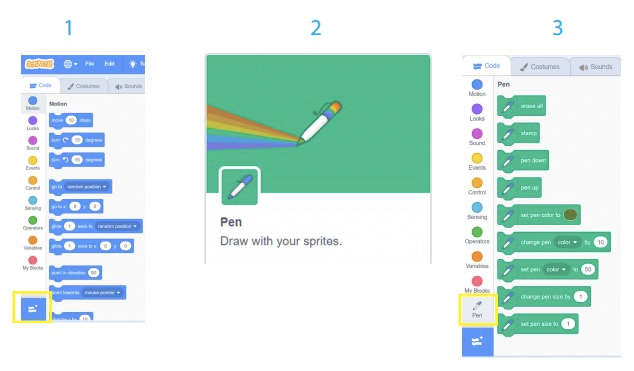 1
2
3
SCRATCH
File
Edit
Tu
Code
Costumes
Sounds
Motion
Looks
Sound
Events
Control
Sensing
Operators
Variables
My Blocks
Motion
move 10 steps
turn 15 degrees
turn 15 degrees
go to random position
go to x: 0 y: 0
glide 1 secs to random position
glide 1 secs to x: 0 y: 0
point in direction 90
point towards mouse-pointer
Pen
Draw with your sprites.
Code
Costumes
Sounds
Motion
Looks
Sound
Events
Control
Sensing
Operators
Variables
My Blocks
Pen
Pen
erase all
stamp
pen down
pen up
set pen color to
change pen color by 10
set pen color to 50
change pen size by 1
set pen size to 1